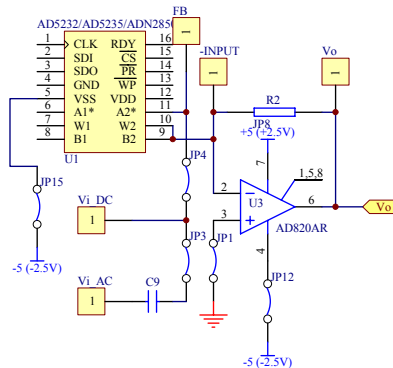 AD5232/AD5235/ADN2850
FB
1
1 CLK RDY 16
2 SDI CS 15
3 SDO PR 14
4 GND WP 13
5 VSS VDD 12
6 A1* A2* 11
7 W1 W2 10
8 B1 B2 9
U1
-INPUT
1
Vo
1
R2
JP8
+5 (+2.5V)
7
1,5,8
2
3
U3
6
Vo
AD820AR
4
JP4
JP15
Vi_DC
1
JP3
JP1
Vi_AC
1
C9
JP12
-5 (-2.5V)
-5 (-2.5V)